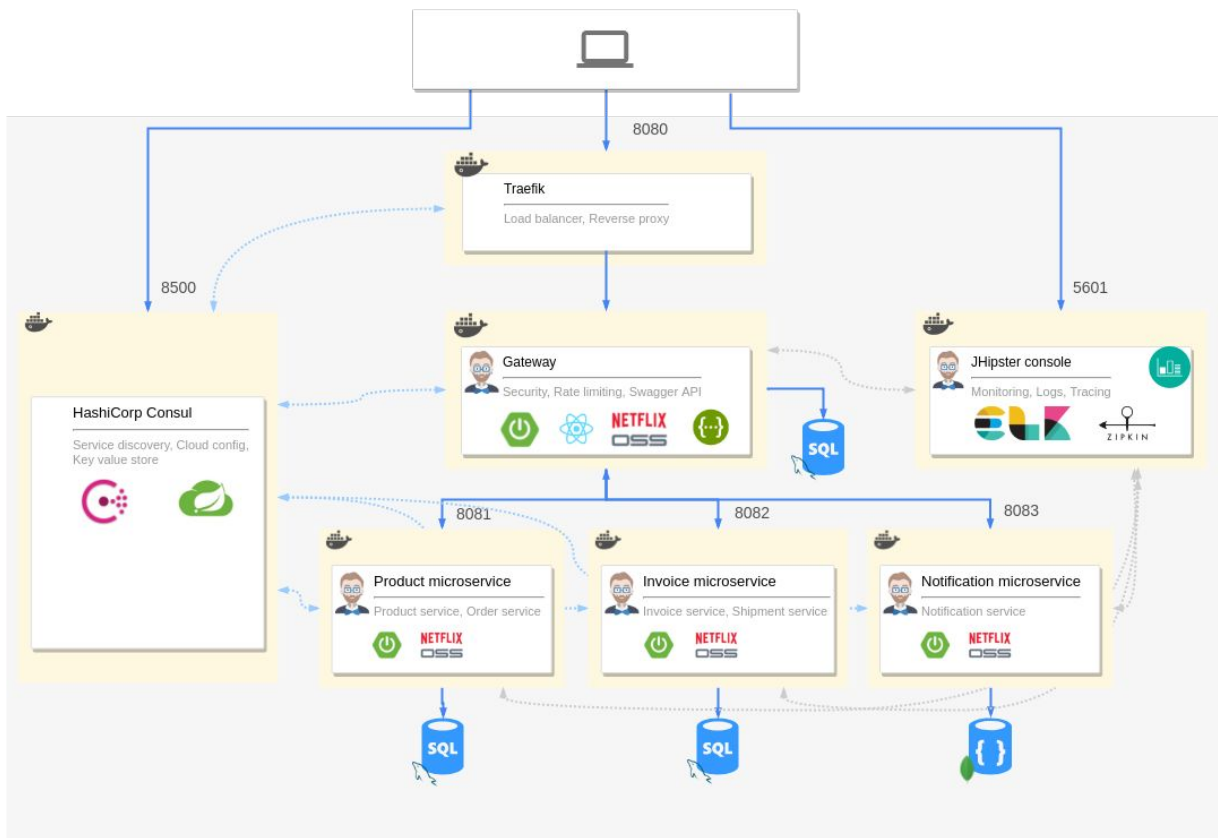 8080
Traefik
Load balancer, Reverse proxy
8500
5601
Gateway
Security, Rate limiting, Swagger API
NETFLIX
OSS
{...}
SQL
JHipster console
Monitoring, Logs, Tracing
ELK
ZIPKIN
HashiCorp Consul
Service discovery, Cloud config,
Key value store
8081
8082
8083
Product microservice
Product service, Order service
NETFLIX
OSS
Invoice microservice
Invoice service, Shipment service
NETFLIX
OSS
Notification microservice
Notification service
NETFLIX
OSS
SQL
SQL
{ }